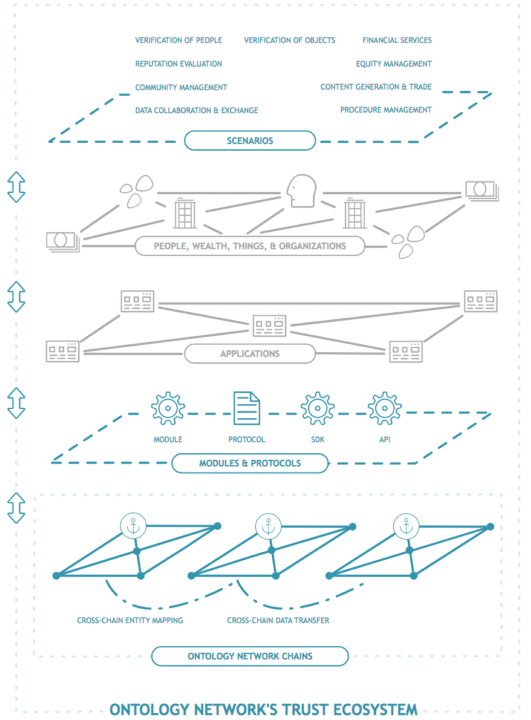 VERIFICATION OF PEOPLE VERIFICATION OF OBJECTS FINANCIAL SERVICES
REPUTATION EVALUATION EQUITY MANAGEMENT
COMMUNITY MANAGEMENT CONTENT GENERATION & TRADE
DATA COLLABORATION & EXCHANGE PROCEDURE MANAGEMENT
SCENARIOS
PEOPLE, WEALTH, THINGS, & ORGANIZATIONS
APPLICATIONS
MODULE PROTOCOL SDK API
MODULES & PROTOCOLS
CROSS-CHAIN ENTITY MAPPING CROSS-CHAIN DATA TRANSFER
ONTOLOGY NETWORK CHAINS
ONTOLOGY NETWORK'S TRUST ECOSYSTEM